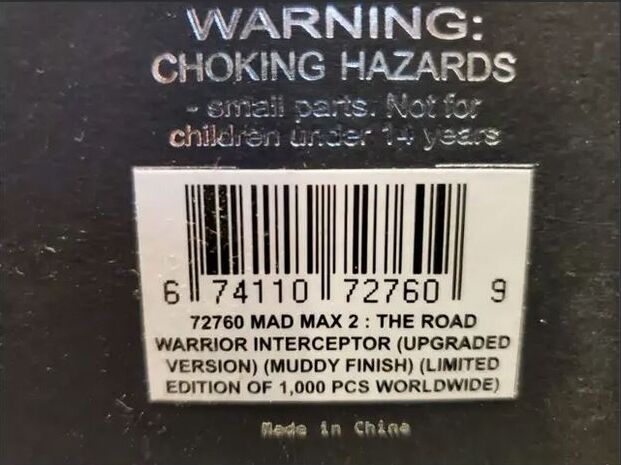 WARNING:
CHOKING HAZARDS
- small parts. Not for
children under 14 years
6 74110 72760 9
72760 MAD MAX 2 : THE ROAD
WARRIOR INTERCEPTOR (UPGRADED
VERSION) (MUDDY FINISH) (LIMITED
EDITION OF 1,000 PCS WORLDWIDE)
Made in China